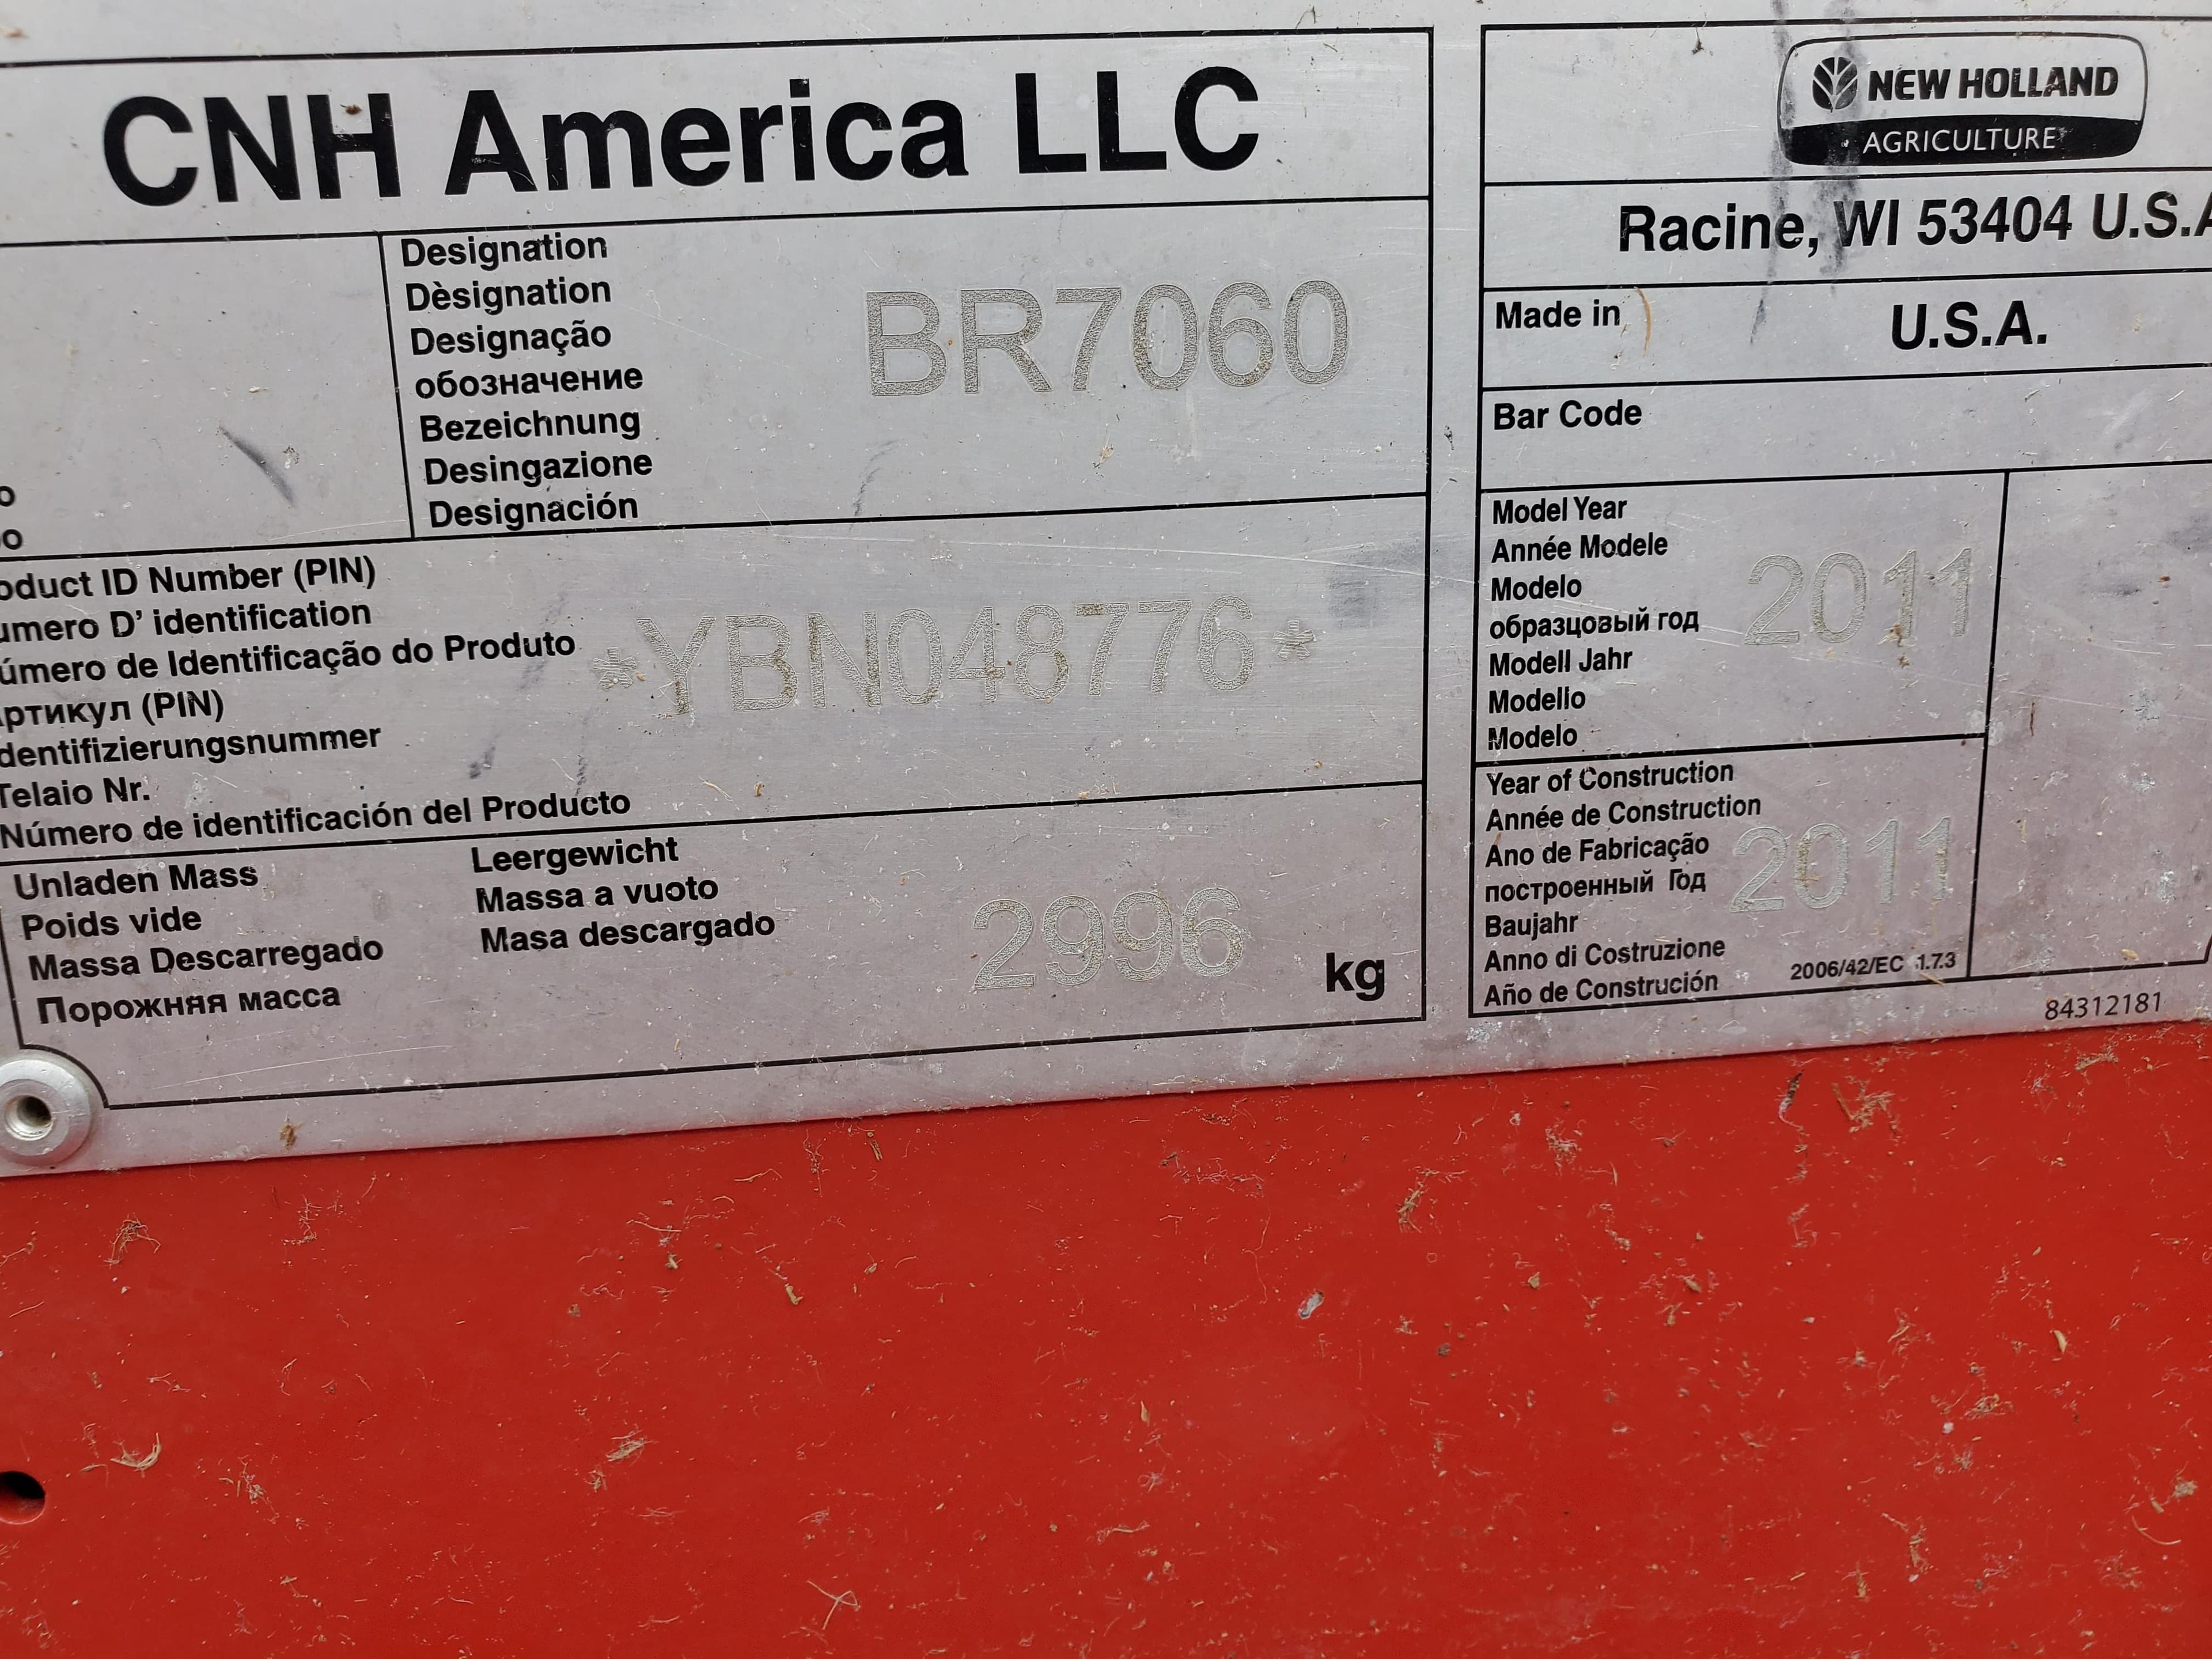 CNH America LLC
Designation
Dèsignation
Designação
обозначение
Bezeichnung
Desingazione
Designación
BR7060
oduct ID Number (PIN)
umero D' identification
úmero de Identificação do Produto
ртикул (PIN)
dentifizierungsnummer
Telaio Nr.
Número de identificación del Producto
*YBN048776*
Unladen Mass
Poids vide
Massa Descarregado
Порожняя масса
Leergewicht
Massa a vuoto
Masa descargado
2996
kg
NEW HOLLAND
AGRICULTURE
Racine, WI 53404 U.S.A
Made in
U.S.A.
Bar Code
Model Year
Année Modele
Modelo
образцовый год
Modell Jahr
Modello
Modelo
2011
Year of Construction
Année de Construction
Ano de Fabricação
построенный Год
Baujahr
Anno di Costruzione
Año de Construción
2011
2006/42/EC 1.7.3
84312181